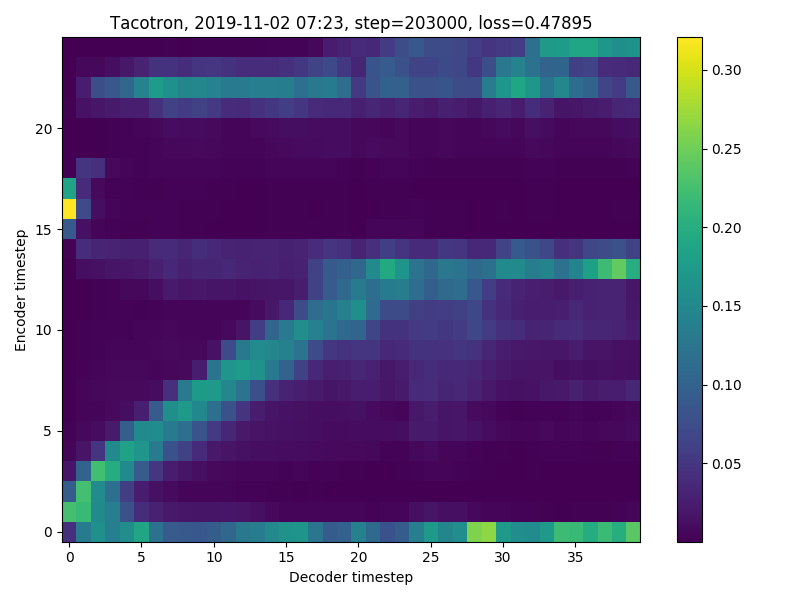 Tacotron, 2019-11-02 07:23, step=203000, loss=0.47895
Encoder timestep
20
15
10
5
0
0 5 10 15 20 25 30 35
Decoder timestep
0.30
0.25
0.20
0.15
0.10
0.05